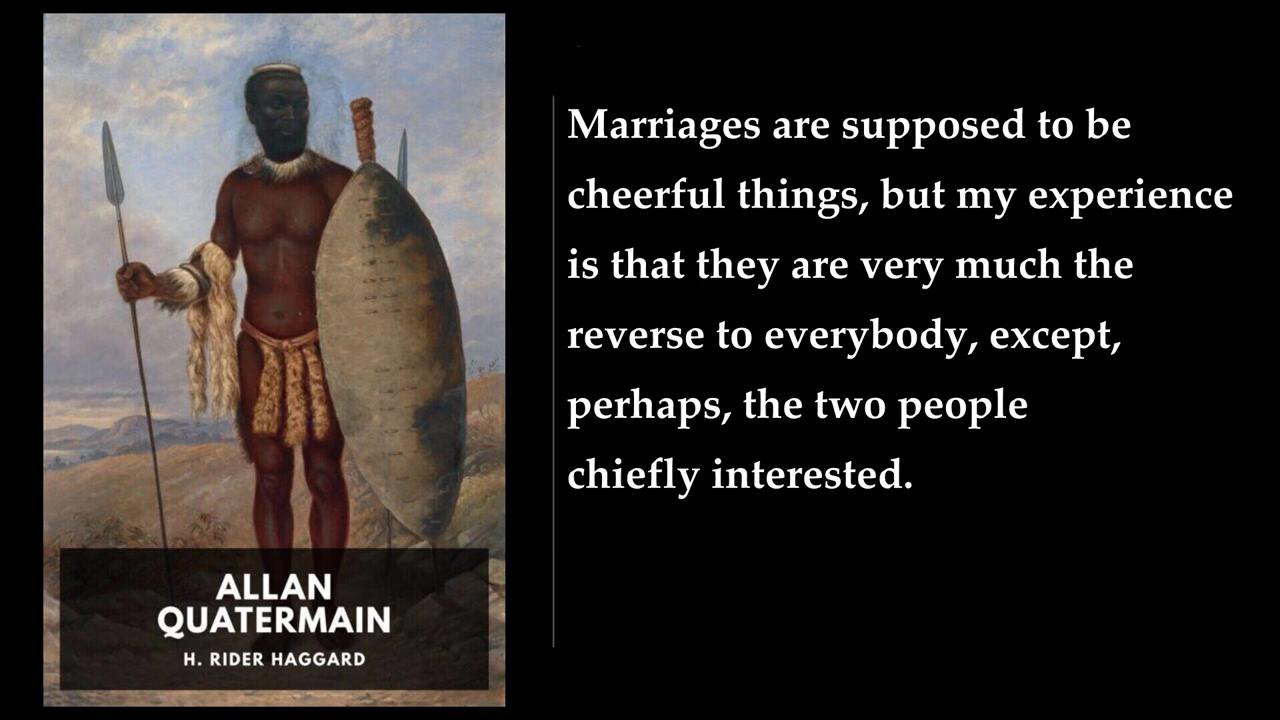 ALLAN
QUATERMAIN
H. RIDER HAGGARD
Marriages are supposed to be
cheerful things, but my experience
is that they are very much the
reverse to everybody, except,
perhaps, the two people
chiefly interested.